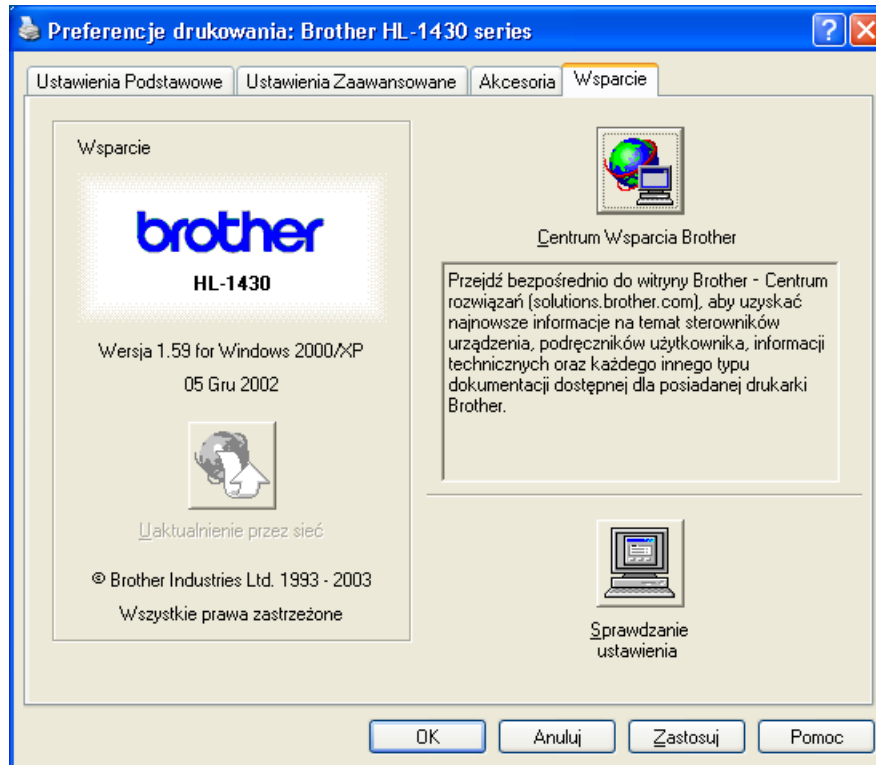 Preferencje drukowania: Brother HL-1430 series
Ustawienia Podstawowe
Ustawienia Zaawansowane
Akcesoria
Wsparcie
Wsparcie
brother
HL-1430
Wersja 1.59 for Windows 2000/XP
05 Gru 2002
Uaktualnienie przez sieć
© Brother Industries Ltd. 1993 - 2003
Wszystkie prawa zastrzeżone
Centrum Wsparcia Brother
Przejdź bezpośrednio do witryny Brother - Centrum
rozwiązań (solutions.brother.com), aby uzyskać
najnowsze informacje na temat sterowników
urządzenia, podręczników użytkownika, informacji
technicznych oraz każdego innego typu
dokumentacji dostępnej dla posiadanej drukarki
Brother.
Sprawdzanie
ustawienia
OK
Anuluj
Zastosuj
Pomoc